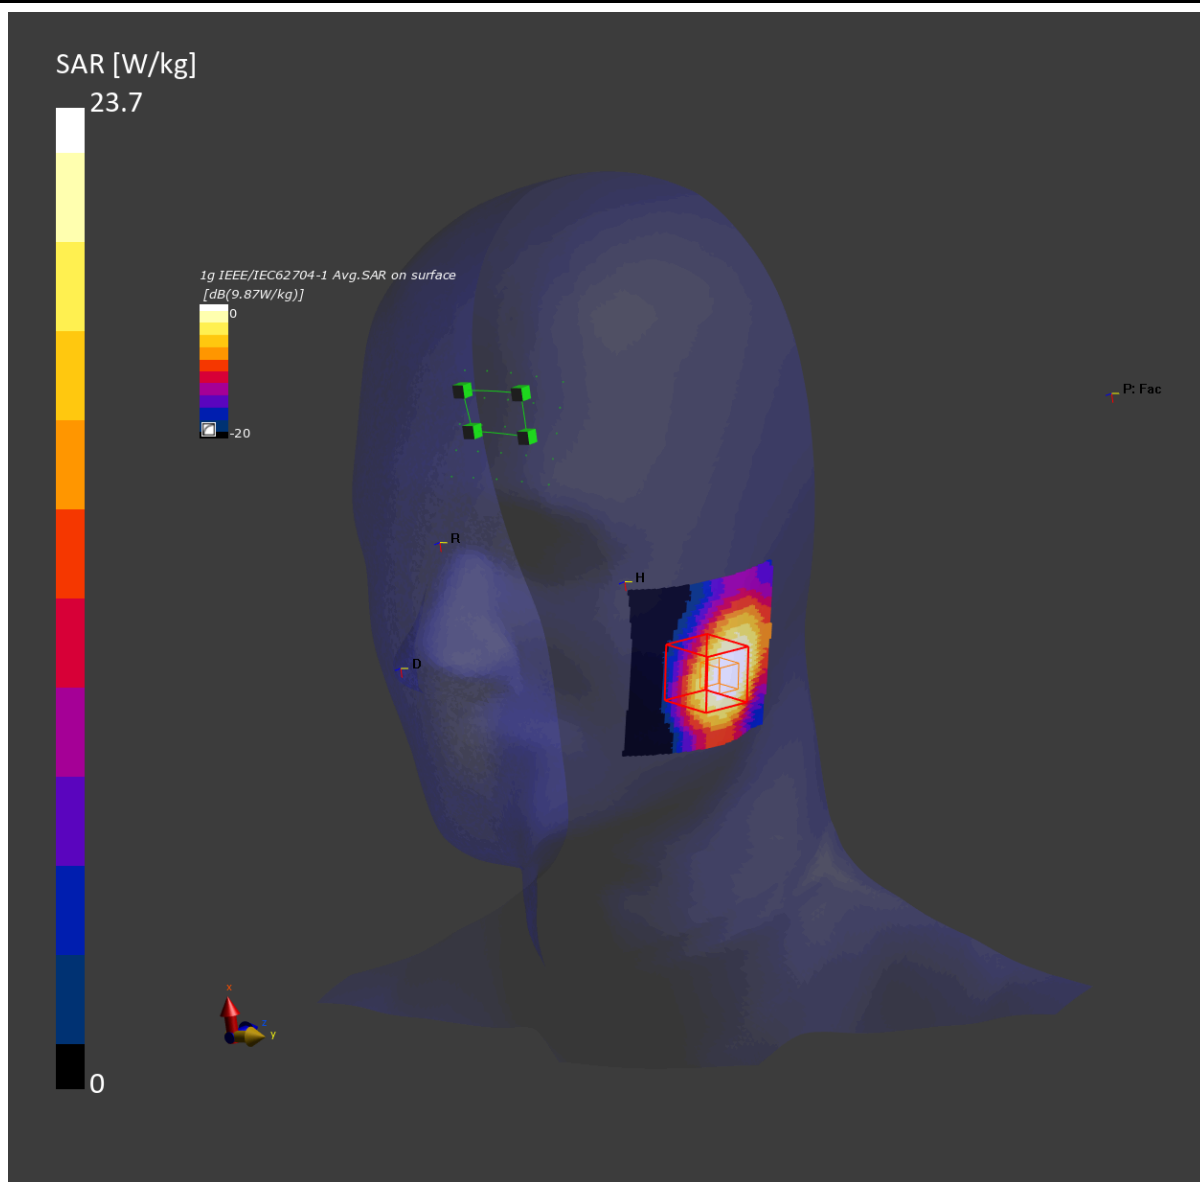 SAR [W/kg]
23.7
1g IEEE/IEC62704-1 Avg.SAR on surface
[dB(9.87W/kg)]
0
-20
P: Fac
R
H
D
x
y
0